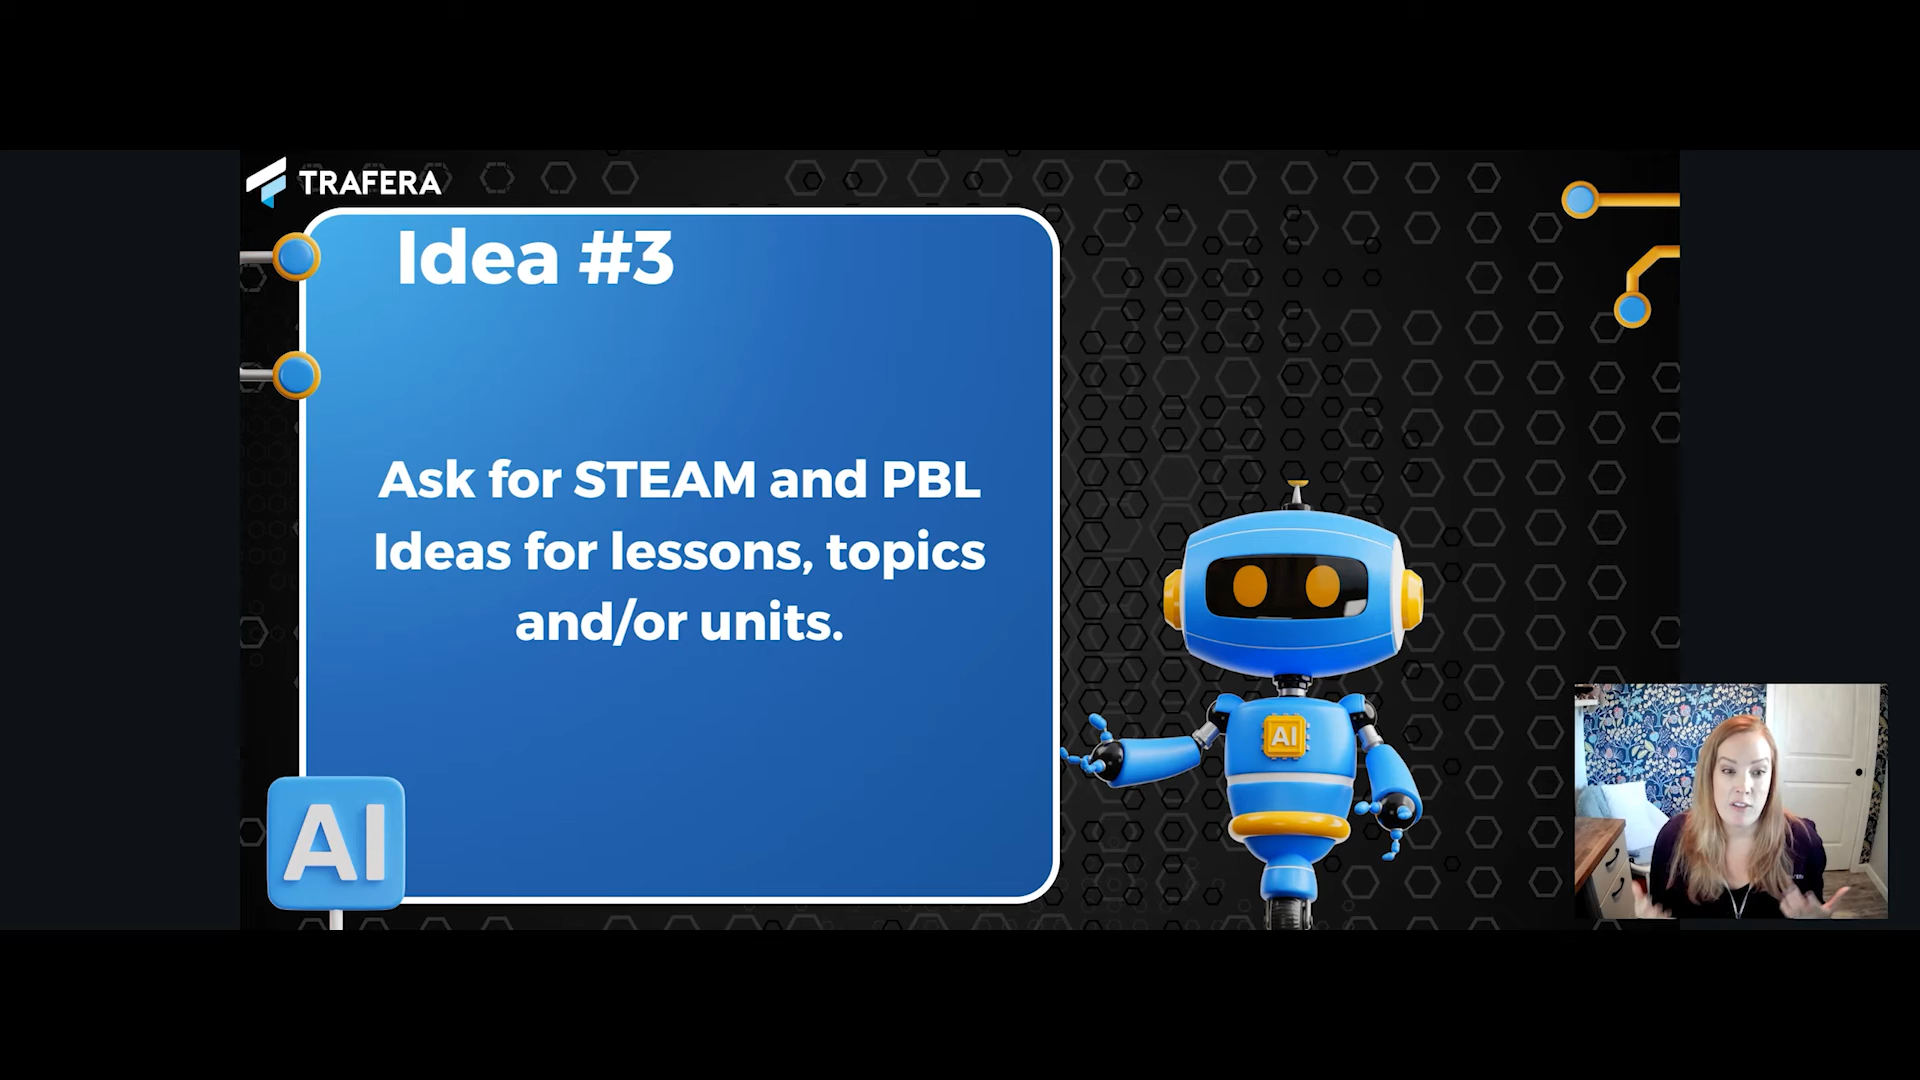 TRAFERA
Idea #3
Ask for STEAM and PBL
Ideas for lessons, topics
and/or units.
AI
AI